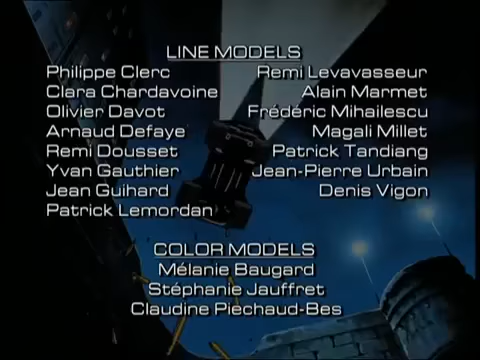 LINE MODELS
Philippe Clerc Remi Levavasseur
Clara Chardavoine Alain Marmet
Olivier Davot Frédéric Mihailescu
Arnaud Defaye Magali Millet
Remi Dousset Patrick Tandiang
Yvan Gauthier Jean-Pierre Urbain
Jean Guihard Denis Vigon
Patrick Lemordan
COLOR MODELS
Mélanie Baugard
Stéphanie Jauffret
Claudine Piechaud-Bes